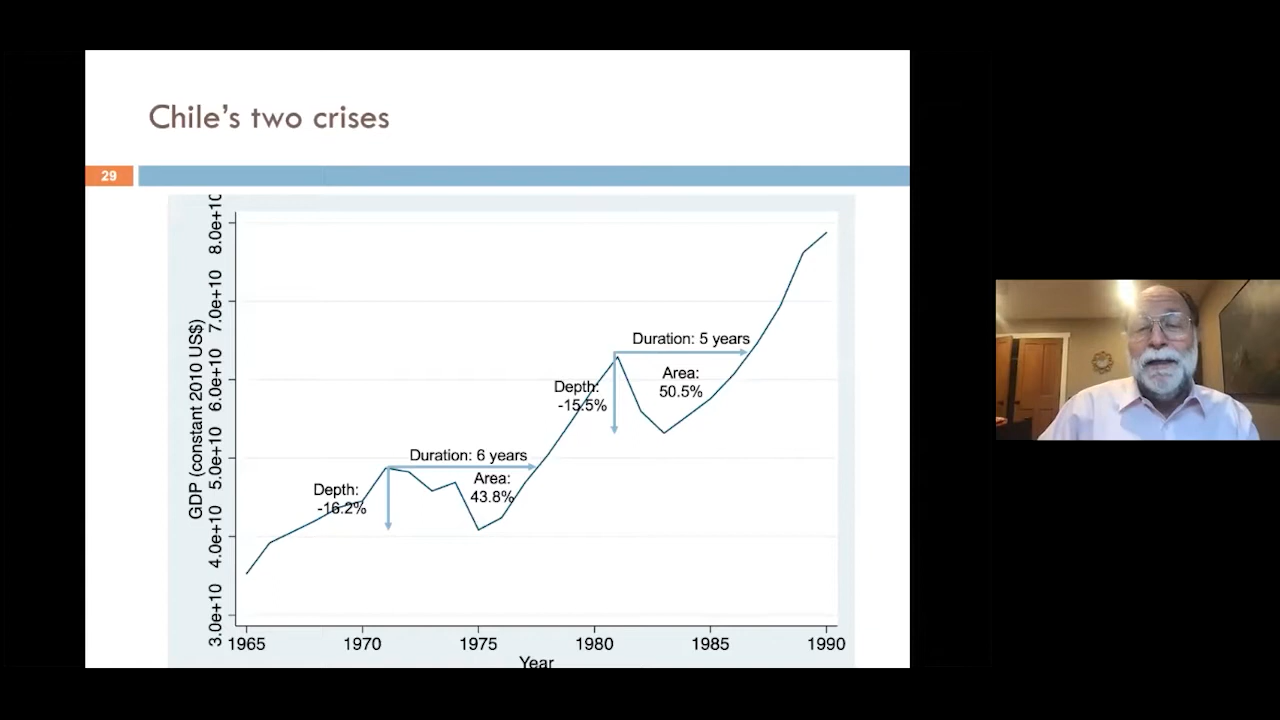 Chile's two crises
29
GDP (constant 2010 US$)
8.0e+10
7.0e+10
6.0e+10
5.0e+10
4.0e+10
3.0e+10
Duration: 5 years
Depth:
-15.5%
Area:
50.5%
Duration: 6 years
Depth:
-16.2%
Area:
43.8%
1965 1970 1975 1980 1985 1990
Year